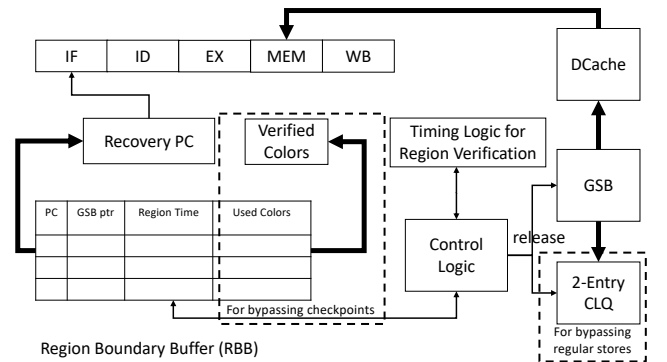 IF ID EX MEM WB
DCache
Recovery PC
Verified
Colors
Timing Logic for
Region Verification
GSB
PC GSB ptr Region Time Used Colors
Control
Logic
release
2-Entry
CLQ
For bypassing checkpoints
For bypassing
regular stores
Region Boundary Buffer (RBB)